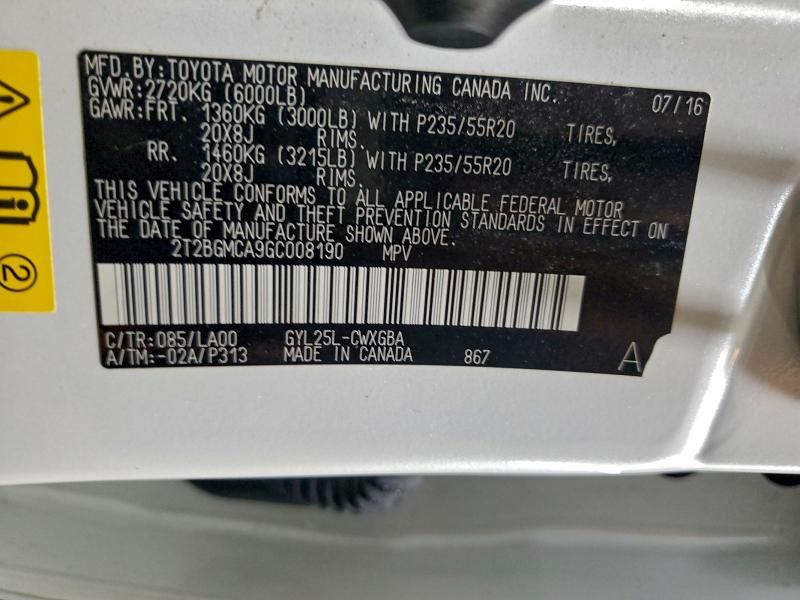 MFD.BY:TOYOTA MOTOR MANUFACTURING CANADA INC. 07/16
GVWR:2720KG (6000LB)
GAWR:FRT. 1360KG (3000LB) WITH P235/55R20 TIRES,
20X8J RIMS.
RR. 1460KG (3215LB) WITH P235/55R20 TIRES,
20X8J RIMS.
THIS VEHICLE CONFORMS TO ALL APPLICABLE FEDERAL MOTOR
VEHICLE SAFETY AND THEFT PREVENTION STANDARDS IN EFFECT ON
THE DATE OF MANUFACTURE SHOWN ABOVE.
2T2BGMCA9GC008190 MPV
C/TR:085/LA00 GYL25L-CWXGBA
A/TM:-02A/P313 MADE IN CANADA 867 A
2